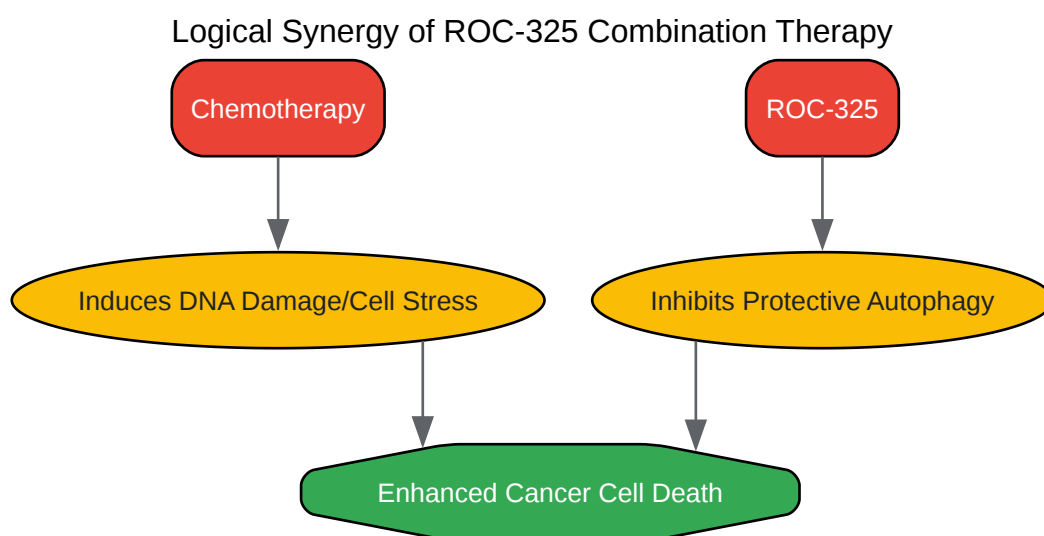 Logical Synergy of ROC-325 Combination Therapy
Chemotherapy
ROC-325
Induces DNA Damage/Cell Stress
Inhibits Protective Autophagy
Enhanced Cancer Cell Death